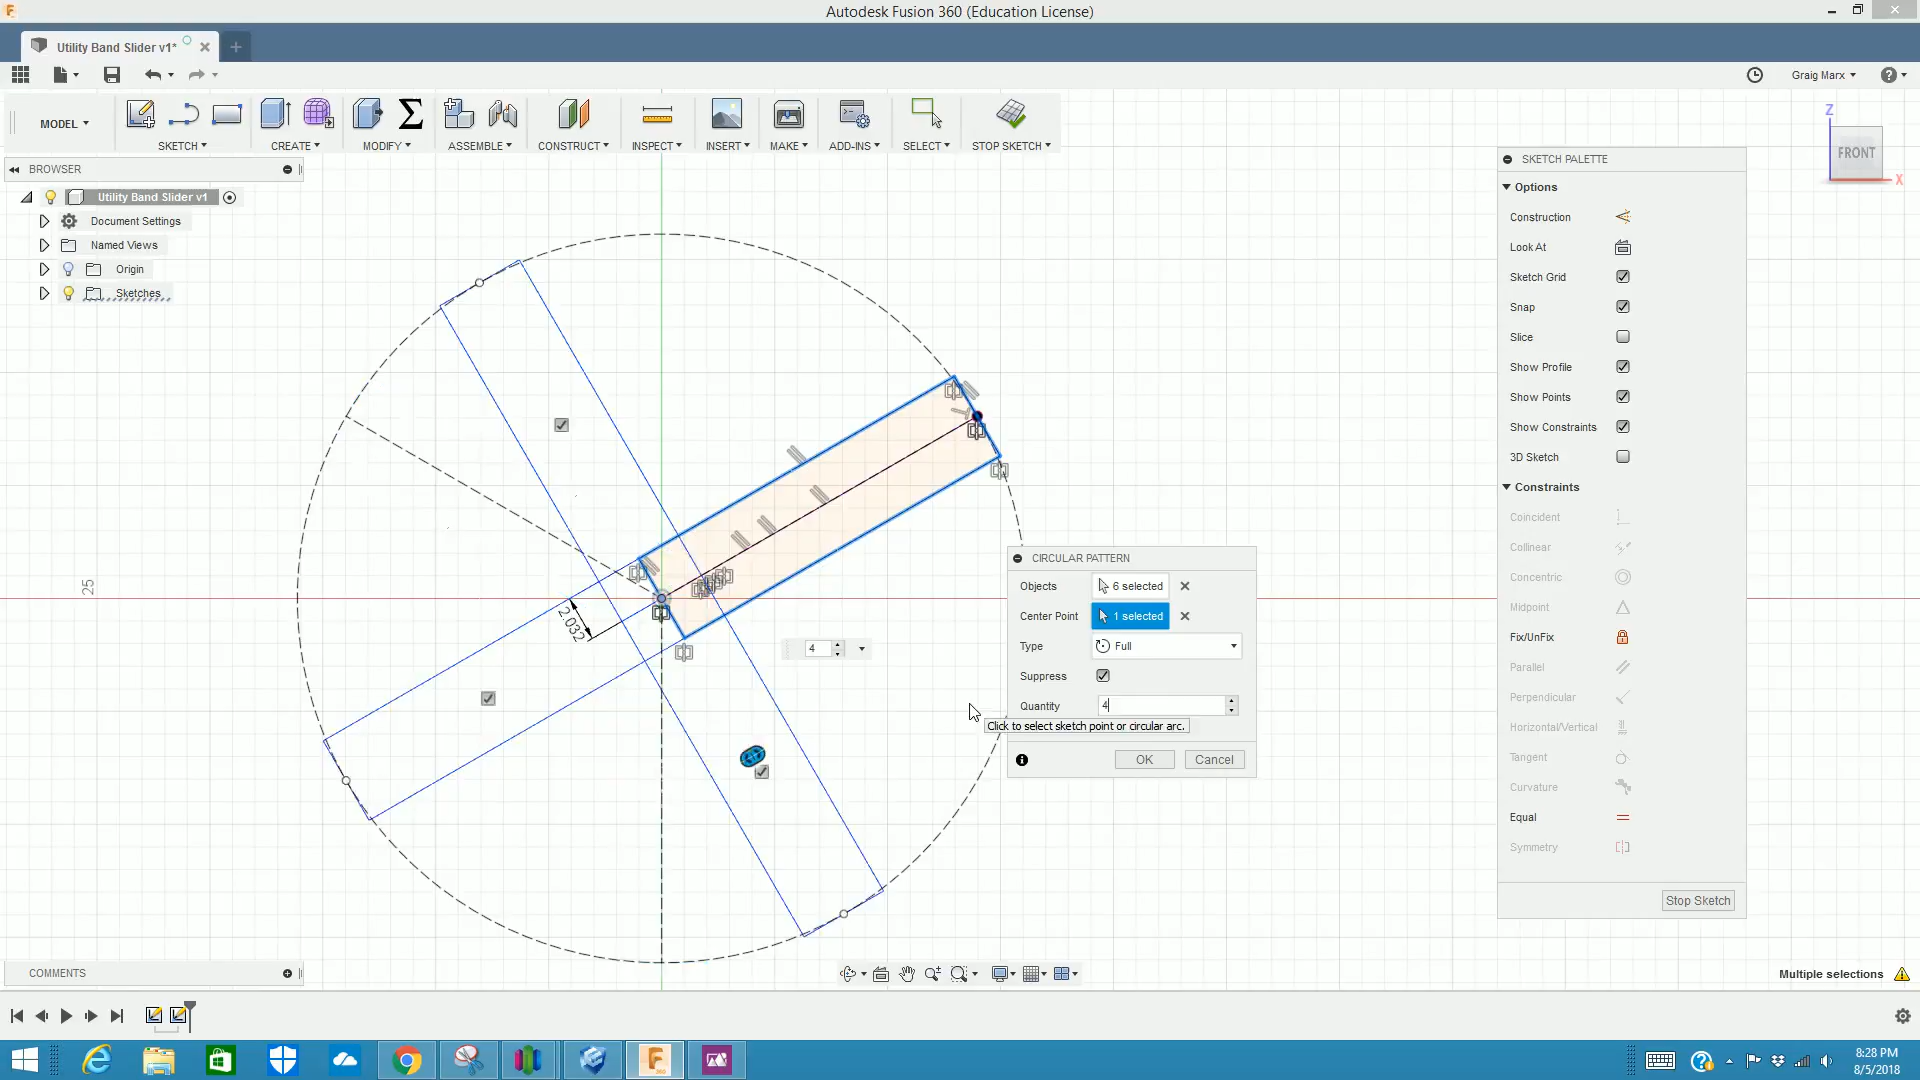 Autodesk Fusion 360 (Education License)
Utility Band Slider v1*
Graig Marx
MODEL
SKETCH
CREATE
MODIFY
ASSEMBLE
CONSTRUCT
INSPECT
INSERT
MAKE
ADD-INS
SELECT
STOP SKETCH
BROWSER
Utility Band Slider v1
Document Settings
Named Views
Origin
Sketches
Z
FRONT
X
SKETCH PALETTE
Options
Construction
Look At
Sketch Grid
Snap
Slice
Show Profile
Show Points
Show Constraints
3D Sketch
Constraints
Coincident
Collinear
Concentric
Midpoint
Fix/UnFix
Parallel
Perpendicular
Horizontal/Vertical
Tangent
Curvature
Equal
Symmetry
Stop Sketch
25
2.032
4
CIRCULAR PATTERN
Objects 6 selected
Center Point 1 selected
Type Full
Suppress
Quantity 4
Click to select sketch point or circular arc.
OK Cancel
COMMENTS
Multiple selections
8:28 PM
8/5/2018